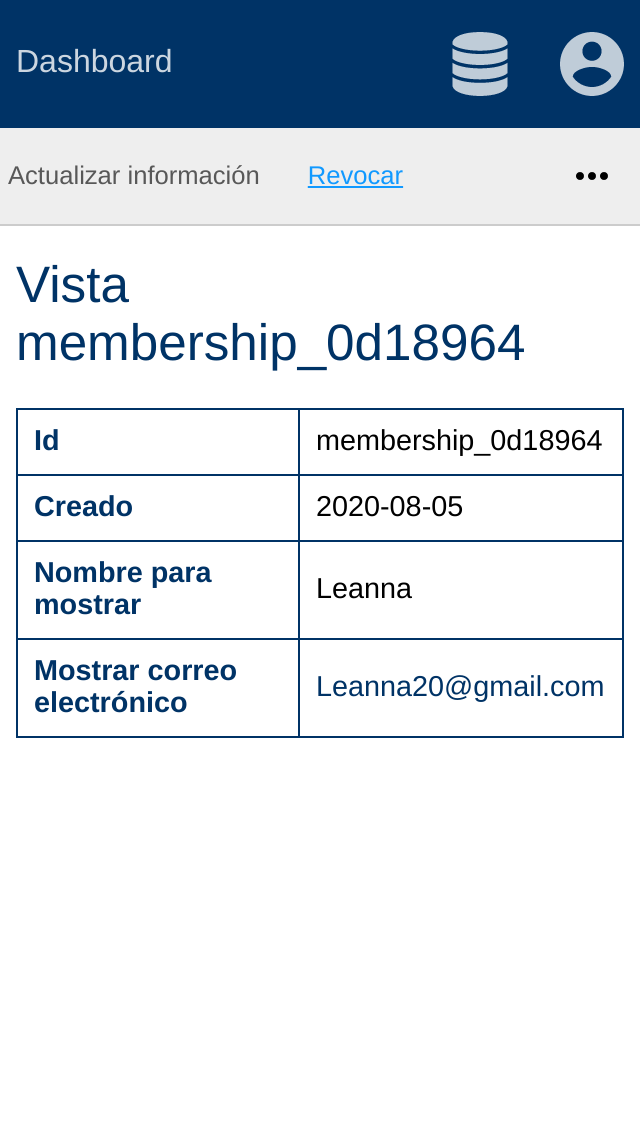 Dashboard
Actualizar información Revocar
Vista
membership_0d18964
Id membership_0d18964
Creado 2020-08-05
Nombre para
mostrar
Leanna
Mostrar correo
electrónico
Leanna20@gmail.com